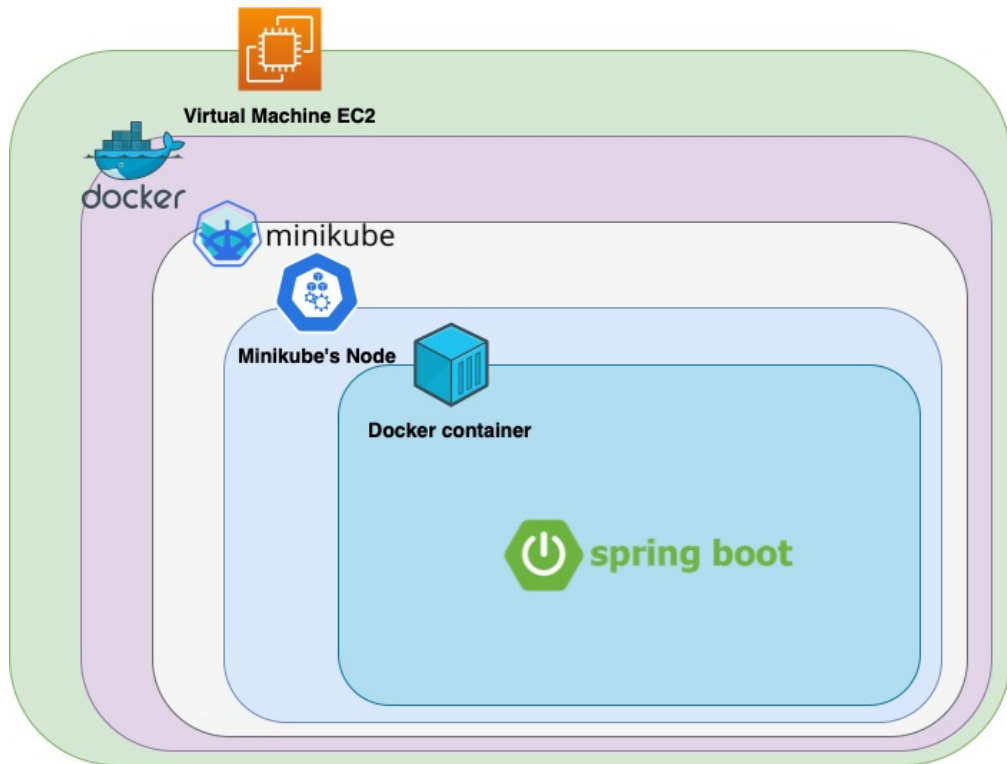 Virtual Machine EC2
docker
minikube
Minikube's Node
Docker container
spring boot